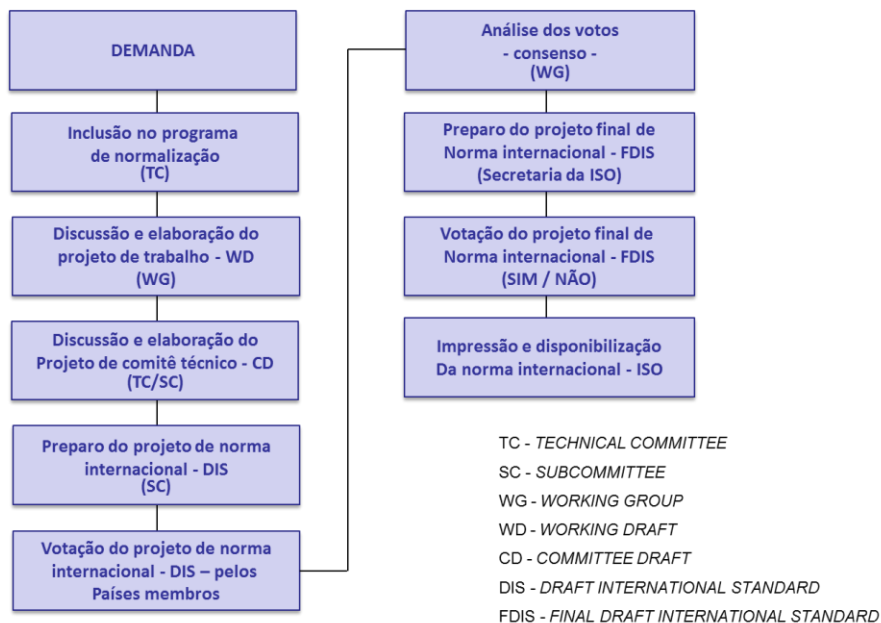 DEMANDA
Inclusão no programa
de normalização
(TC)
Discussão e elaboração do
projeto de trabalho - WD
(WG)
Discussão e elaboração do
Projeto de comitê técnico - CD
(TC/SC)
Preparo do projeto de norma
internacional - DIS
(SC)
Votação do projeto de norma
internacional - DIS – pelos
Países membros
Análise dos votos
- consenso -
(WG)
Preparo do projeto final de
Norma internacional - FDIS
(Secretaria da ISO)
Votação do projeto final de
Norma internacional - FDIS
(SIM / NÃO)
Impressão e disponibilização
Da norma internacional - ISO
TC - TECHNICAL COMMITTEE
SC - SUBCOMMITTEE
WG - WORKING GROUP
WD - WORKING DRAFT
CD - COMMITTEE DRAFT
DIS - DRAFT INTERNATIONAL STANDARD
FDIS - FINAL DRAFT INTERNATIONAL STANDARD